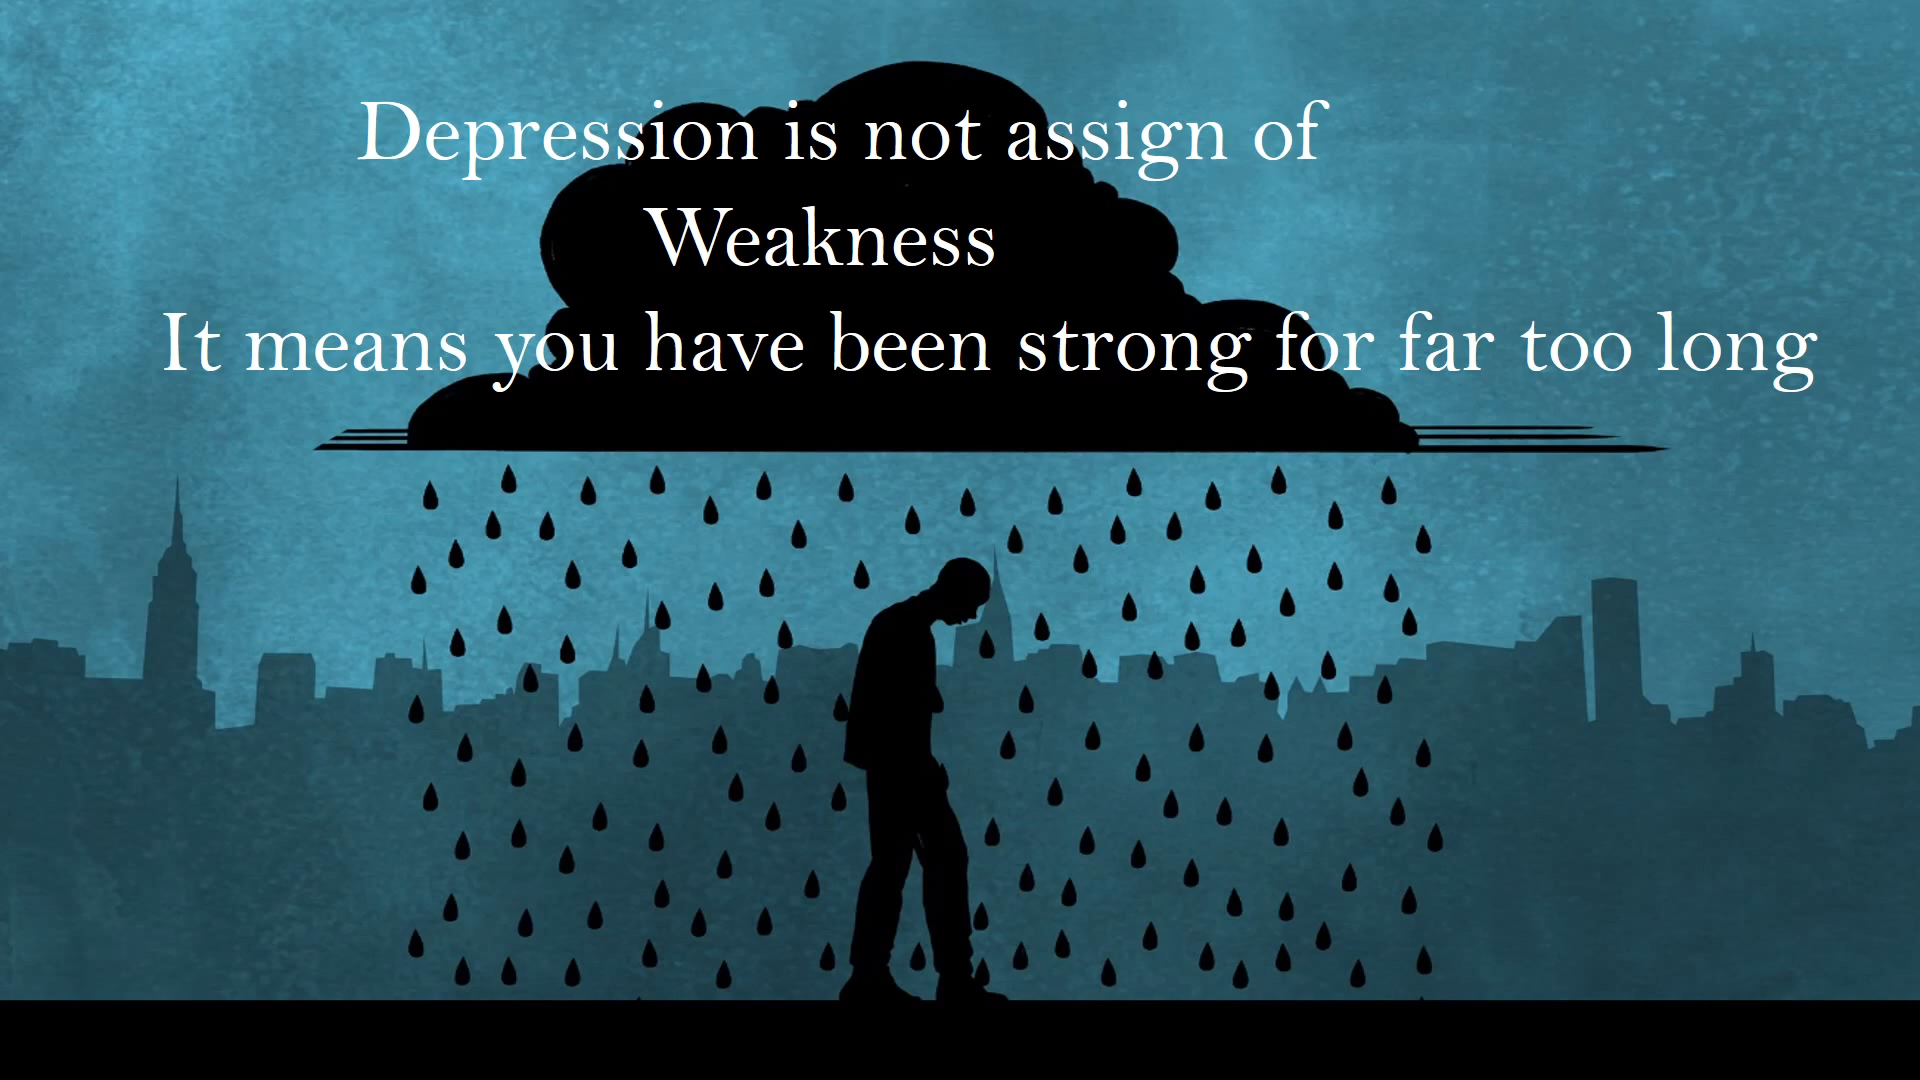 Depression is not assign of
Weakness
It means you have been strong for far too long